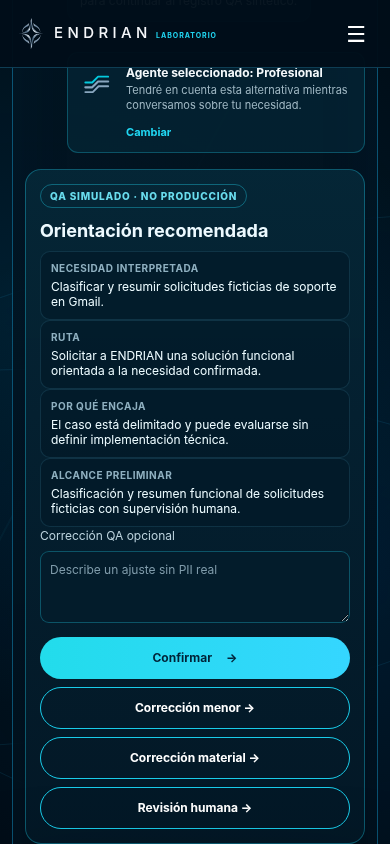 ENDRIAN LABORATORIO
Agente seleccionado: Profesional
Tendré en cuenta esta alternativa mientras
conversamos sobre tu necesidad.
Cambiar
QA SIMULADO · NO PRODUCCIÓN
Orientación recomendada
NECESIDAD INTERPRETADA
Clasificar y resumir solicitudes ficticias de soporte
en Gmail.
RUTA
Solicitar a ENDRIAN una solución funcional
orientada a la necesidad confirmada.
POR QUÉ ENCAJA
El caso está delimitado y puede evaluarse sin
definir implementación técnica.
ALCANCE PRELIMINAR
Clasificación y resumen funcional de solicitudes
ficticias con supervisión humana.
Corrección QA opcional
Describe un ajuste sin PII real
Confirmar →
Corrección menor →
Corrección material →
Revisión humana →